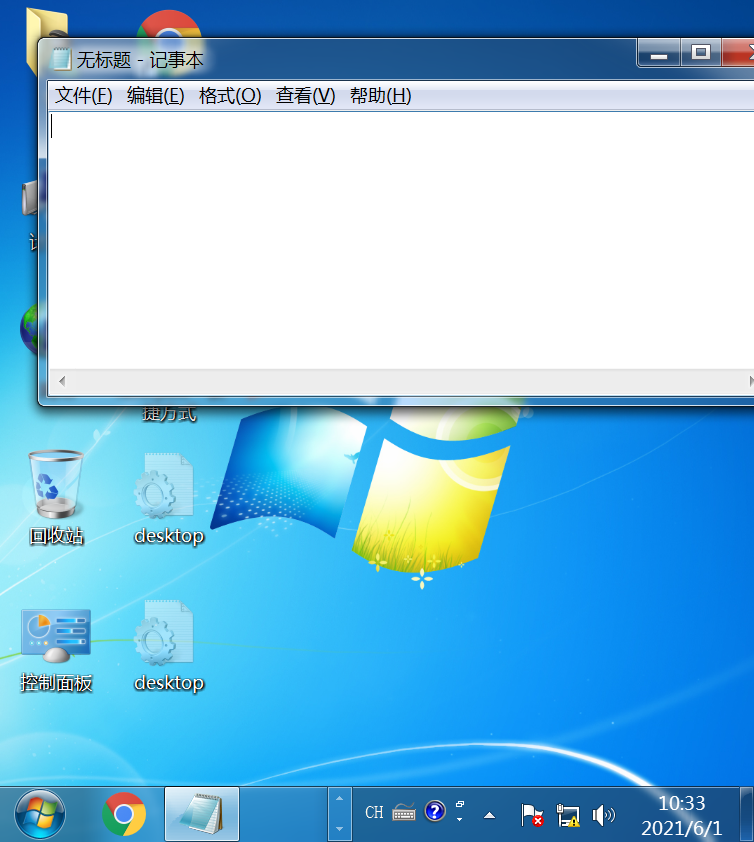 无标题 - 记事本
文件(F) 编辑(E) 格式(O) 查看(V) 帮助(H)
捷方式
回收站
desktop
控制面板
desktop
CH
10:33
2021/6/1